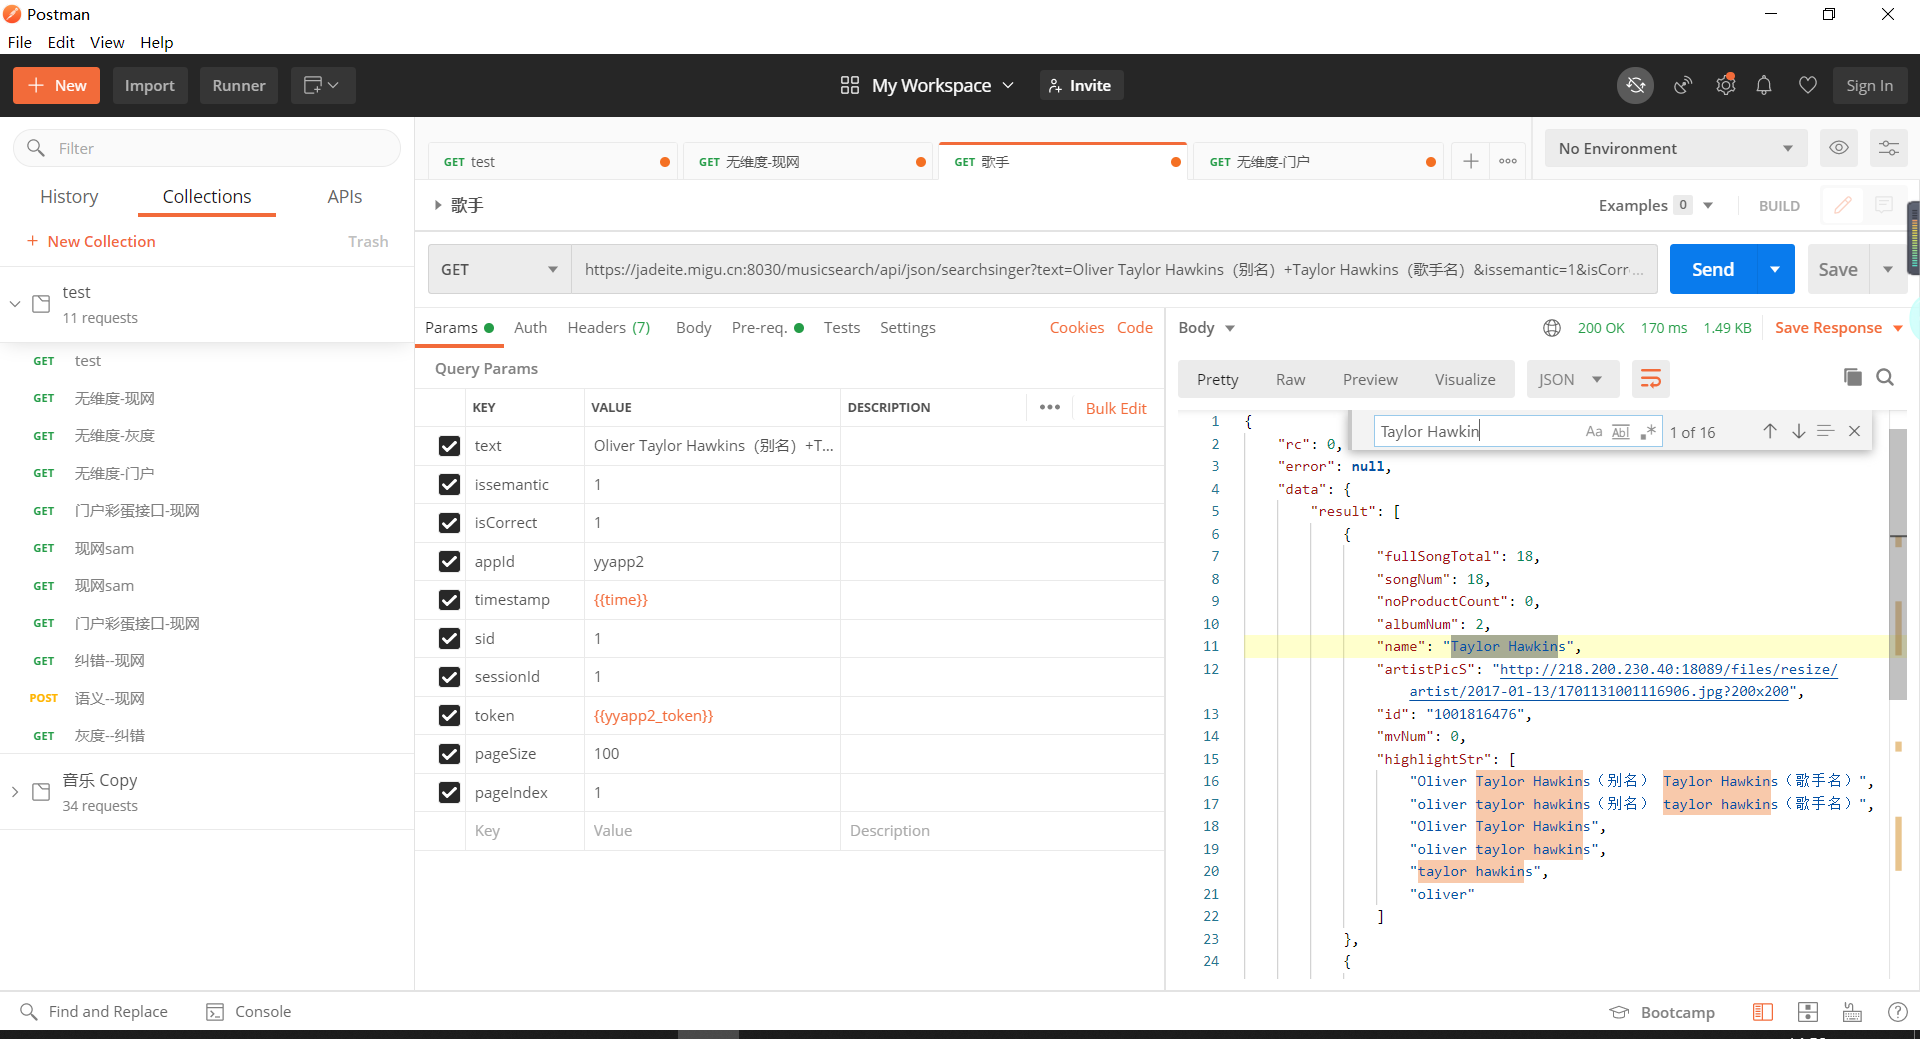 Postman
File Edit View Help
New Import Runner My Workspace Invite Sign In
Filter
History Collections APIs
+ New Collection Trash
test
11 requests
GET test
GET 无维度-现网
GET 无维度-灰度
GET 无维度-门户
GET 门户彩蛋接口-现网
GET 现网sam
GET 现网sam
GET 门户彩蛋接口-现网
GET 纠错--现网
POST 语义--现网
GET 灰度--纠错
音乐 Copy
34 requests
GET test GET 无维度-现网 GET 歌手 GET 无维度-门户
No Environment
歌手 Examples 0 BUILD
GET https://jadeite.migu.cn:8030/musicsearch/api/json/searchsinger?text=Oliver Taylor Hawkins（别名）+Taylor Hawkins（歌手名）&issemantic=1&isCorr... Send Save
Params Auth Headers (7) Body Pre-req. Tests Settings Cookies Code
Query Params
KEY VALUE DESCRIPTION Bulk Edit
text Oliver Taylor Hawkins（别名）+T...
issemantic 1
isCorrect 1
appId yyapp2
timestamp {{time}}
sid 1
sessionId 1
token {{yyapp2_token}}
pageSize 100
pageIndex 1
Key Value Description
Body 200 OK 170 ms 1.49 KB Save Response
Pretty Raw Preview Visualize JSON
Taylor Hawkin Aa Abl .* 1 of 16
1 {
2 "rc": 0,
3 "error": null,
4 "data": {
5 "result": [
6 {
7 "fullSongTotal": 18,
8 "songNum": 18,
9 "noProductCount": 0,
10 "albumNum": 2,
11 "name": "Taylor Hawkins",
12 "artistPicS": "http://218.200.230.40:18089/files/resize/
artist/2017-01-13/1701131001116906.jpg?200x200",
13 "id": "1001816476",
14 "mvNum": 0,
15 "highlightStr": [
16 "Oliver Taylor Hawkins（别名） Taylor Hawkins（歌手名）",
17 "oliver taylor hawkins（别名） taylor hawkins（歌手名）",
18 "Oliver Taylor Hawkins",
19 "oliver taylor hawkins",
20 "taylor hawkins",
21 "oliver"
22 ]
23 },
24 {
Find and Replace Console Bootcamp